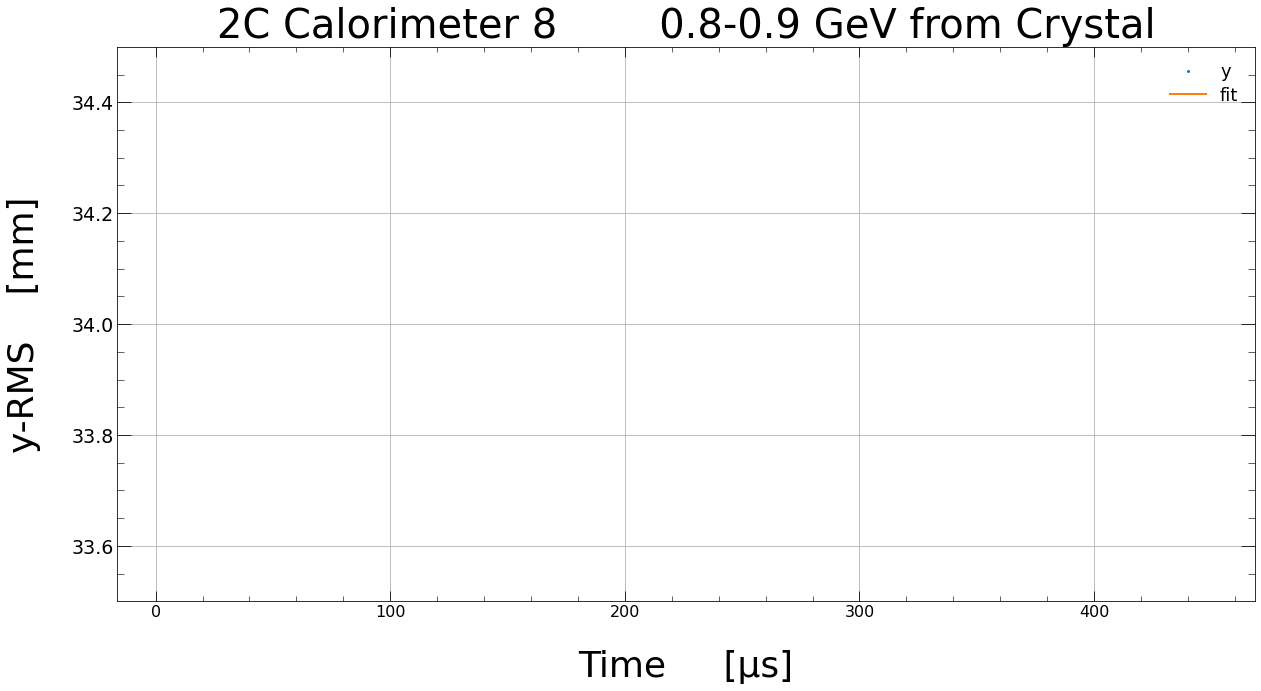 2C Calorimeter 8 0.8-0.9 GeV from Crystal
y
fit
y-RMS [mm]
34.4
34.2
34.0
33.8
33.6
0 100 200 300 400
Time [µs]